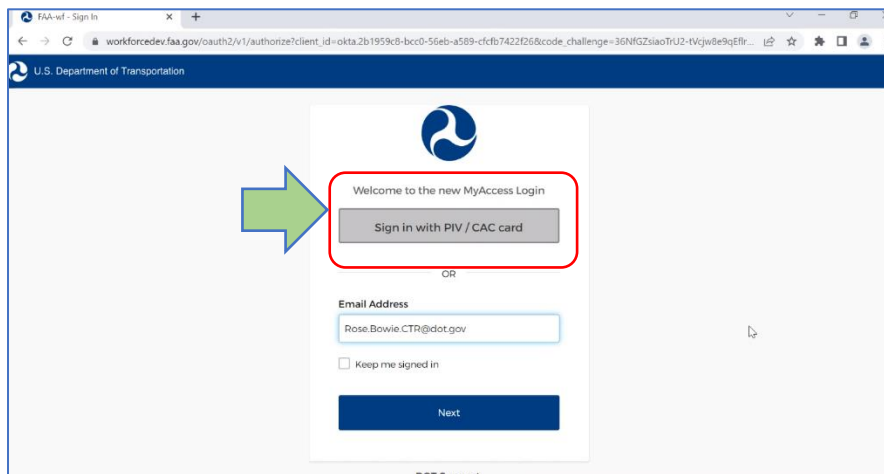 FAA-wf - Sign In
workforcedev.faa.gov/oauth2/v1/authorize?client_id=okta.2b1959c8-bcc0-56eb-a589-cfcfb7422f26&code_challenge=36NfGZsiaoTrU2-tVcjw8e9qEflr...
U.S. Department of Transportation
Welcome to the new MyAccess Login
Sign in with PIV / CAC card
OR
Email Address
Rose.Bowie.CTR@dot.gov
Keep me signed in
Next